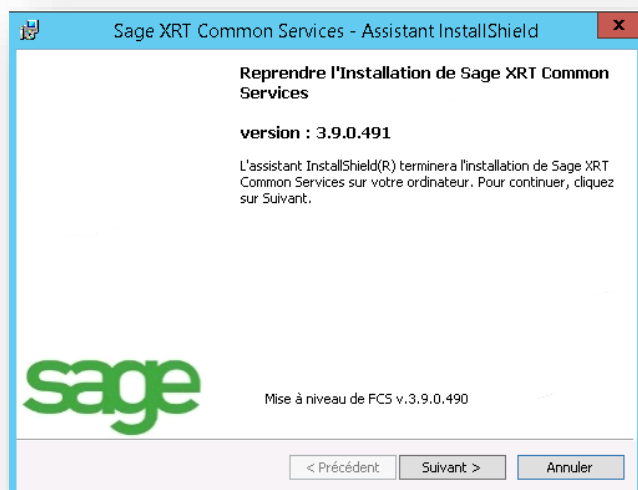 Sage XRT Common Services - Assistant InstallShield
x
Reprendre l'Installation de Sage XRT Common
Services
version : 3.9.0.491
L'assistant InstallShield(R) terminera l'installation de Sage XRT
Common Services sur votre ordinateur. Pour continuer, cliquez
sur Suivant.
sage
Mise à niveau de FCS v.3.9.0.490
< Précédent Suivant > Annuler